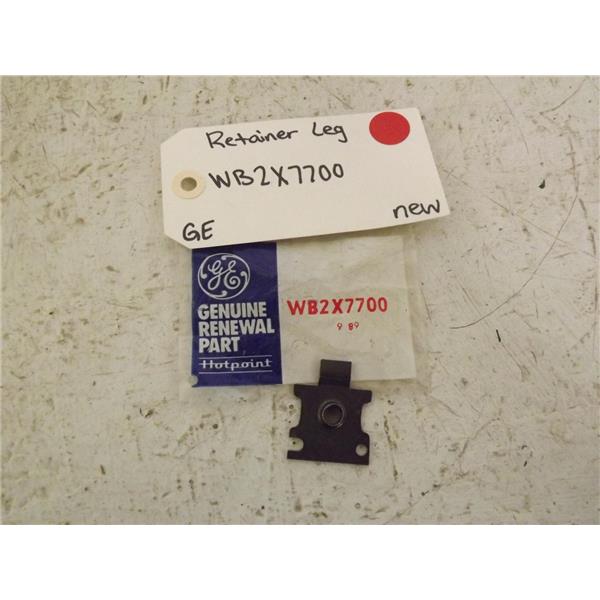 Retainer Leg
WB2X7700
GE
new
GE
GENUINE
RENEWAL
PART
Hotpoint
WB2X7700
9 89